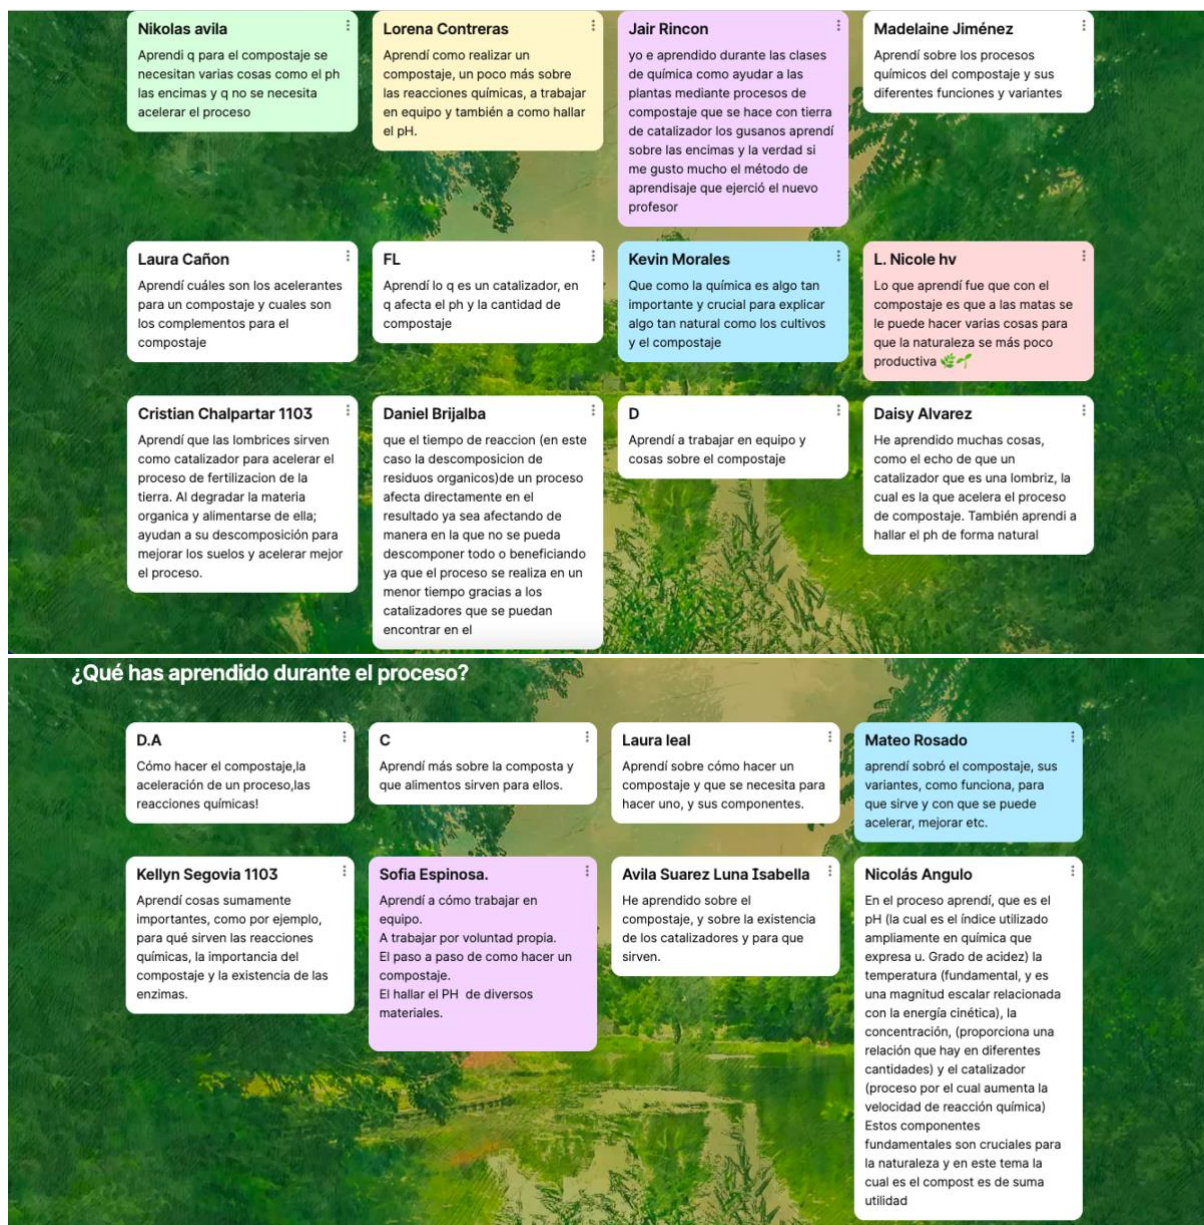 Nikolas avila
Aprendi q para el compostaje se
necesitan varias cosas como el ph
las encimas y q no se necesita
acelerar el proceso
Lorena Contreras
Aprendí como realizar un
compostaje, un poco más sobre
las reacciones químicas, a trabajar
en equipo y también a como hallar
el pH.
Jair Rincon
yo e aprendido durante las clases
de química como ayudar a las
plantas mediante procesos de
compostaje que se hace con tierra
de catalizador los gusanos aprendí
sobre las encimas y la verdad si
me gusto mucho el método de
aprendisaje que ejerció el nuevo
profesor
Madelaine Jiménez
Aprendí sobre los procesos
químicos del compostaje y sus
diferentes funciones y variantes
Laura Cañon
Aprendí cuáles son los acelerantes
para un compostaje y cuales son
los complementos para el
compostaje
FL
Aprendí lo q es un catalizador, en
q afecta el ph y la cantidad de
compostaje
Kevin Morales
Que como la química es algo tan
importante y crucial para explicar
algo tan natural como los cultivos
y el compostaje
L. Nicole hv
Lo que aprendí fue que con el
compostaje es que a las matas se
le puede hacer varias cosas para
que la naturaleza se más poco
productiva 🌿🌱
Cristian Chalpartar 1103
Aprendí que las lombrices sirven
como catalizador para acelerar el
proceso de fertilizacion de la
tierra. Al degradar la materia
organica y alimentarse de ella;
ayudan a su descomposición para
mejorar los suelos y acelerar mejor
el proceso.
Daniel Brijalba
que el tiempo de reaccion (en este
caso la descomposicion de
residuos organicos)de un proceso
afecta directamente en el
resultado ya sea afectando de
manera en la que no se pueda
descomponer todo o beneficiando
ya que el proceso se realiza en un
menor tiempo gracias a los
catalizadores que se puedan
encontrar en el
D
Aprendí a trabajar en equipo y
cosas sobre el compostaje
Daisy Alvarez
He aprendido muchas cosas,
como el echo de que un
catalizador que es una lombriz, la
cual es la que acelera el proceso
de compostaje. También aprendi a
hallar el ph de forma natural
¿Qué has aprendido durante el proceso?
D.A
Cómo hacer el compostaje,la
aceleración de un proceso,las
reacciones químicas!
C
Aprendí más sobre la composta y
que alimentos sirven para ellos.
Laura leal
Aprendí sobre cómo hacer un
compostaje y que se necesita para
hacer uno, y sus componentes.
Mateo Rosado
aprendí sobró el compostaje, sus
variantes, como funciona, para
que sirve y con que se puede
acelerar, mejorar etc.
Kellyn Segovia 1103
Aprendí cosas sumamente
importantes, como por ejemplo,
para qué sirven las reacciones
químicas, la importancia del
compostaje y la existencia de las
enzimas.
Sofia Espinosa.
Aprendí a cómo trabajar en
equipo.
A trabajar por voluntad propia.
El paso a paso de como hacer un
compostaje.
El hallar el PH de diversos
materiales.
Avila Suarez Luna Isabella
He aprendido sobre el
compostaje, y sobre la existencia
de los catalizadores y para que
sirven.
Nicolás Angulo
En el proceso aprendí, que es el
pH (la cual es el índice utilizado
ampliamente en química que
expresa u. Grado de acidez) la
temperatura (fundamental, y es
una magnitud escalar relacionada
con la energía cinética), la
concentración, (proporciona una
relación que hay en diferentes
cantidades) y el catalizador
(proceso por el cual aumenta la
velocidad de reacción química)
Estos componentes
fundamentales son cruciales para
la naturaleza y en este tema la
cual es el compost es de suma
utilidad